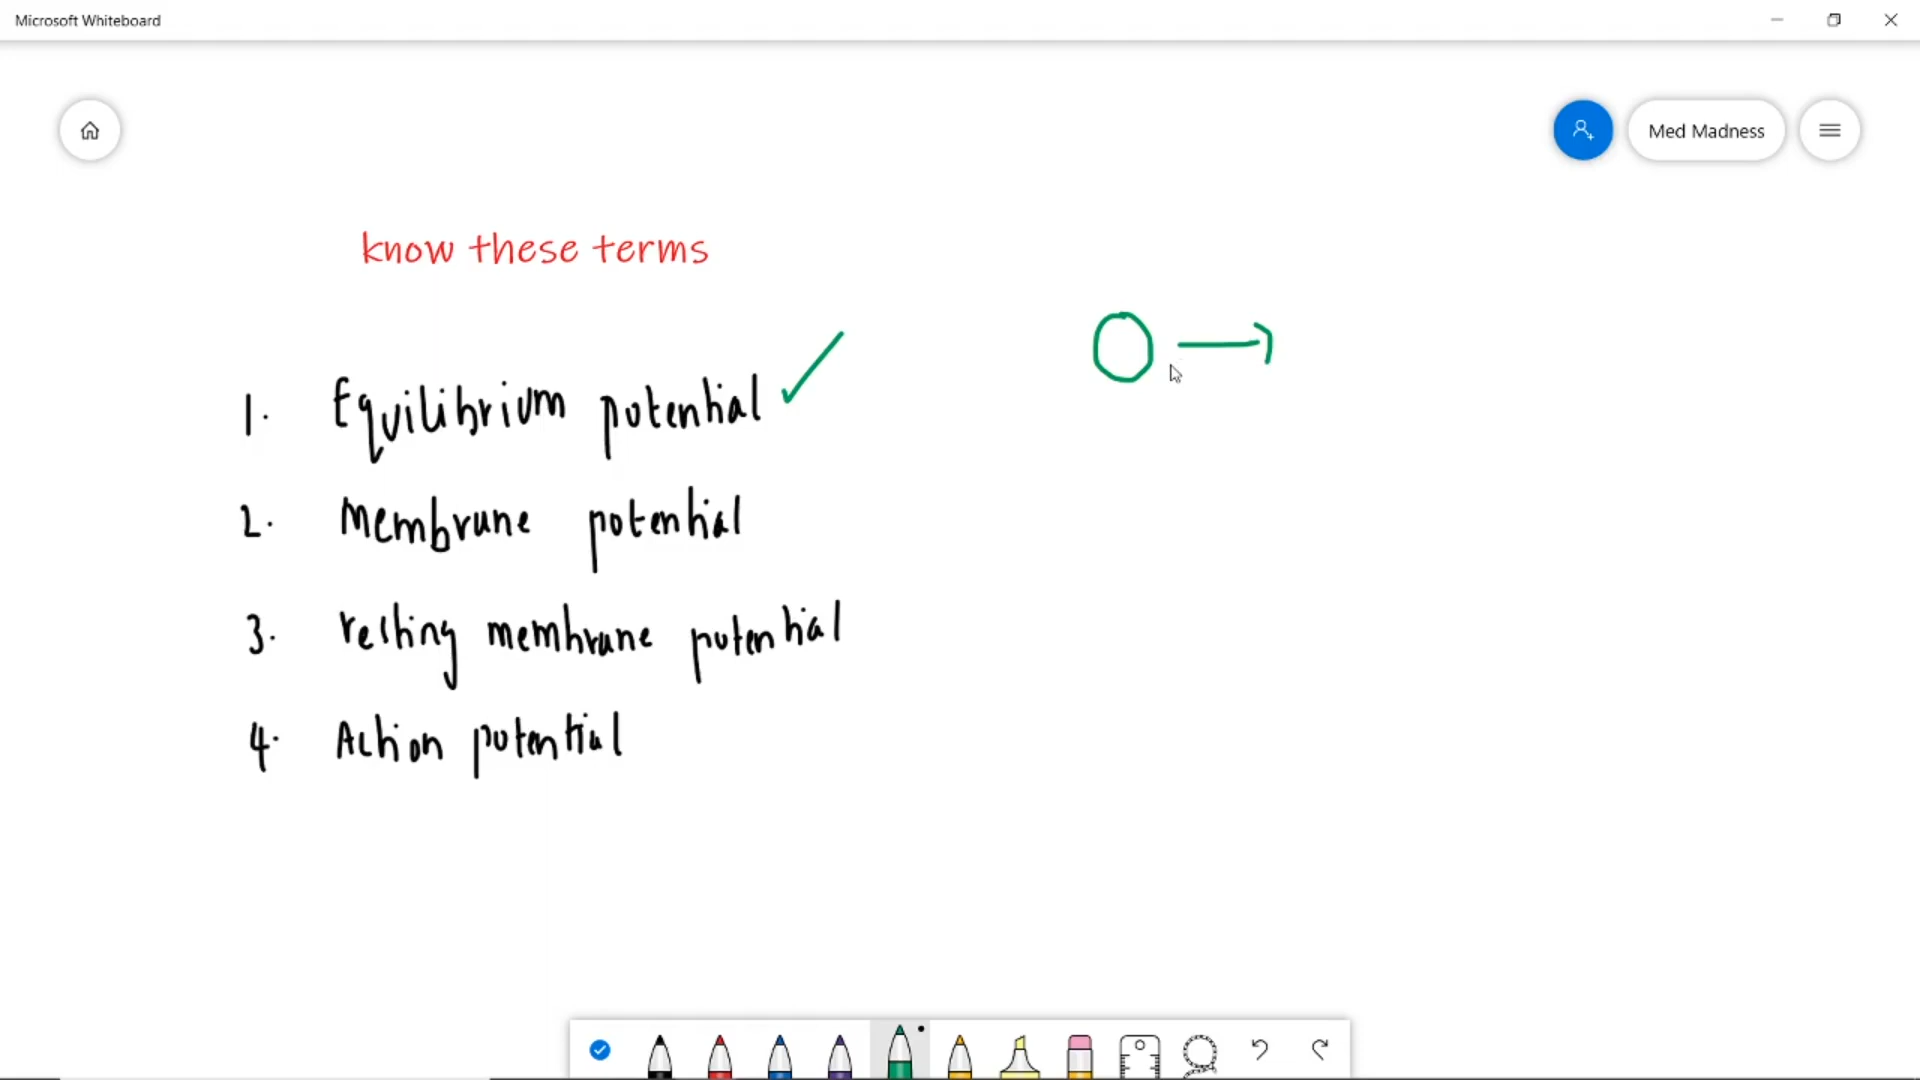 Microsoft Whiteboard
Med Madness
know these terms
1. Equilibrium potential
2. Membrane potential
3. resting membrane potential
4. Action potential